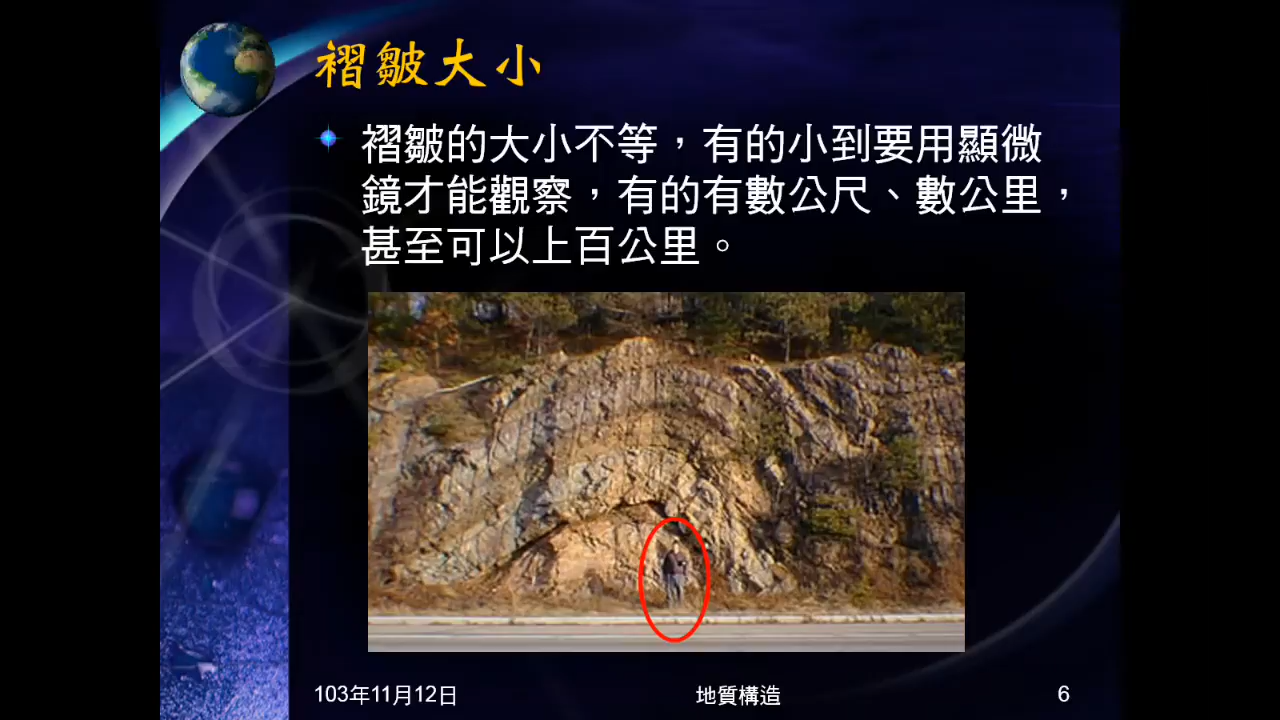 褶皺大小
褶皺的大小不等，有的小到要用顯微
鏡才能觀察，有的有數公尺、數公里，
甚至可以上百公里。
103年11月12日
地質構造
6